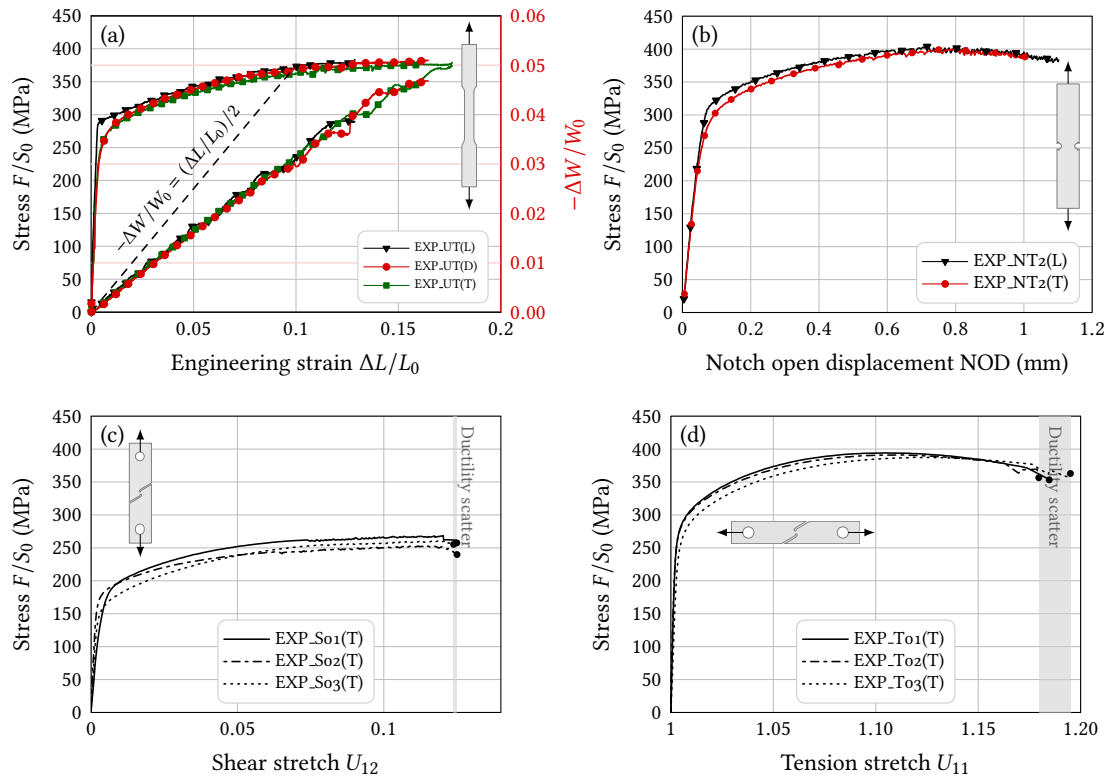 (a)
450
400
350
300
250
200
150
100
50
0
Stress F/S₀ (MPa)
0.06
0.05
0.04
0.03
0.02
0.01
0.00
−ΔW/W₀
−ΔW/W₀ = (ΔL/L₀)/2
EXP_UT(L)
EXP_UT(D)
EXP_UT(T)
0 0.05 0.1 0.15 0.2
Engineering strain ΔL/L₀
(b)
450
400
350
300
250
200
150
100
50
0
Stress F/S₀ (MPa)
EXP_NT2(L)
EXP_NT2(T)
0 0.2 0.4 0.6 0.8 1 1.2
Notch open displacement NOD (mm)
(c)
450
400
350
300
250
200
150
100
50
0
Stress F/S₀ (MPa)
Ductility scatter
EXP_S01(T)
EXP_S02(T)
EXP_S03(T)
0 0.05 0.1
Shear stretch U₁₂
(d)
450
400
350
300
250
200
150
100
50
0
Stress F/S₀ (MPa)
Ductility scatter
EXP_T01(T)
EXP_T02(T)
EXP_T03(T)
1 1.05 1.10 1.15 1.20
Tension stretch U₁₁